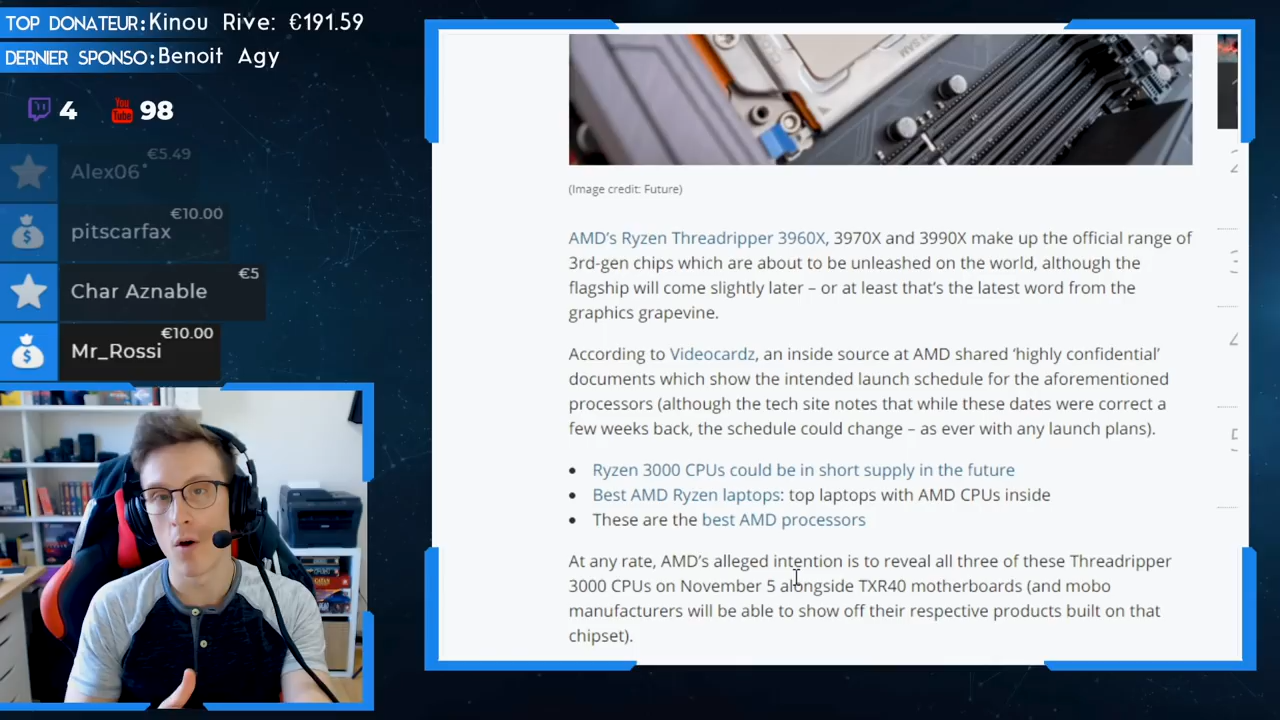 TOP DONATEUR: Kinou Rive: €191.59
DERNIER SPONSO: Benoit Agy
4
You Tube 98
€5.49
Alex06*
€10.00
pitscarfax
€5
Char Aznable
€10.00
Mr_Rossi
(Image credit: Future)
AMD's Ryzen Threadripper 3960X, 3970X and 3990X make up the official range of
3rd-gen chips which are about to be unleashed on the world, although the
flagship will come slightly later – or at least that's the latest word from the
graphics grapevine.
According to Videocardz, an inside source at AMD shared 'highly confidential'
documents which show the intended launch schedule for the aforementioned
processors (although the tech site notes that while these dates were correct a
few weeks back, the schedule could change – as ever with any launch plans).
• Ryzen 3000 CPUs could be in short supply in the future
• Best AMD Ryzen laptops: top laptops with AMD CPUs inside
• These are the best AMD processors
At any rate, AMD's alleged intention is to reveal all three of these Threadripper
3000 CPUs on November 5 alongside TXR40 motherboards (and mobo
manufacturers will be able to show off their respective products built on that
chipset).